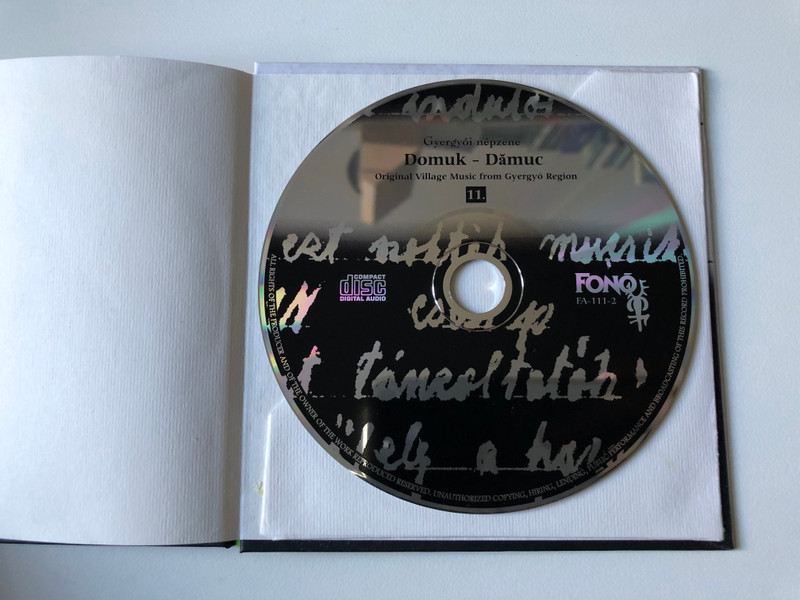 Gyergyói népzene
Domuk - Dămuc
Original Village Music from Gyergyó Region
11.
ezt
COMPACT
disc
DIGITAL AUDIO
FONÓ
FA-111-2
táncoltatók
a
ALL RIGHTS OF THE PRODUCER AND OF THE OWNER OF THE WORK REPRODUCED RESERVED. UNAUTHORIZED COPYING, HIRING, LENDING, PUBLIC PERFORMANCE AND BROADCASTING OF THIS RECORD PROHIBITED